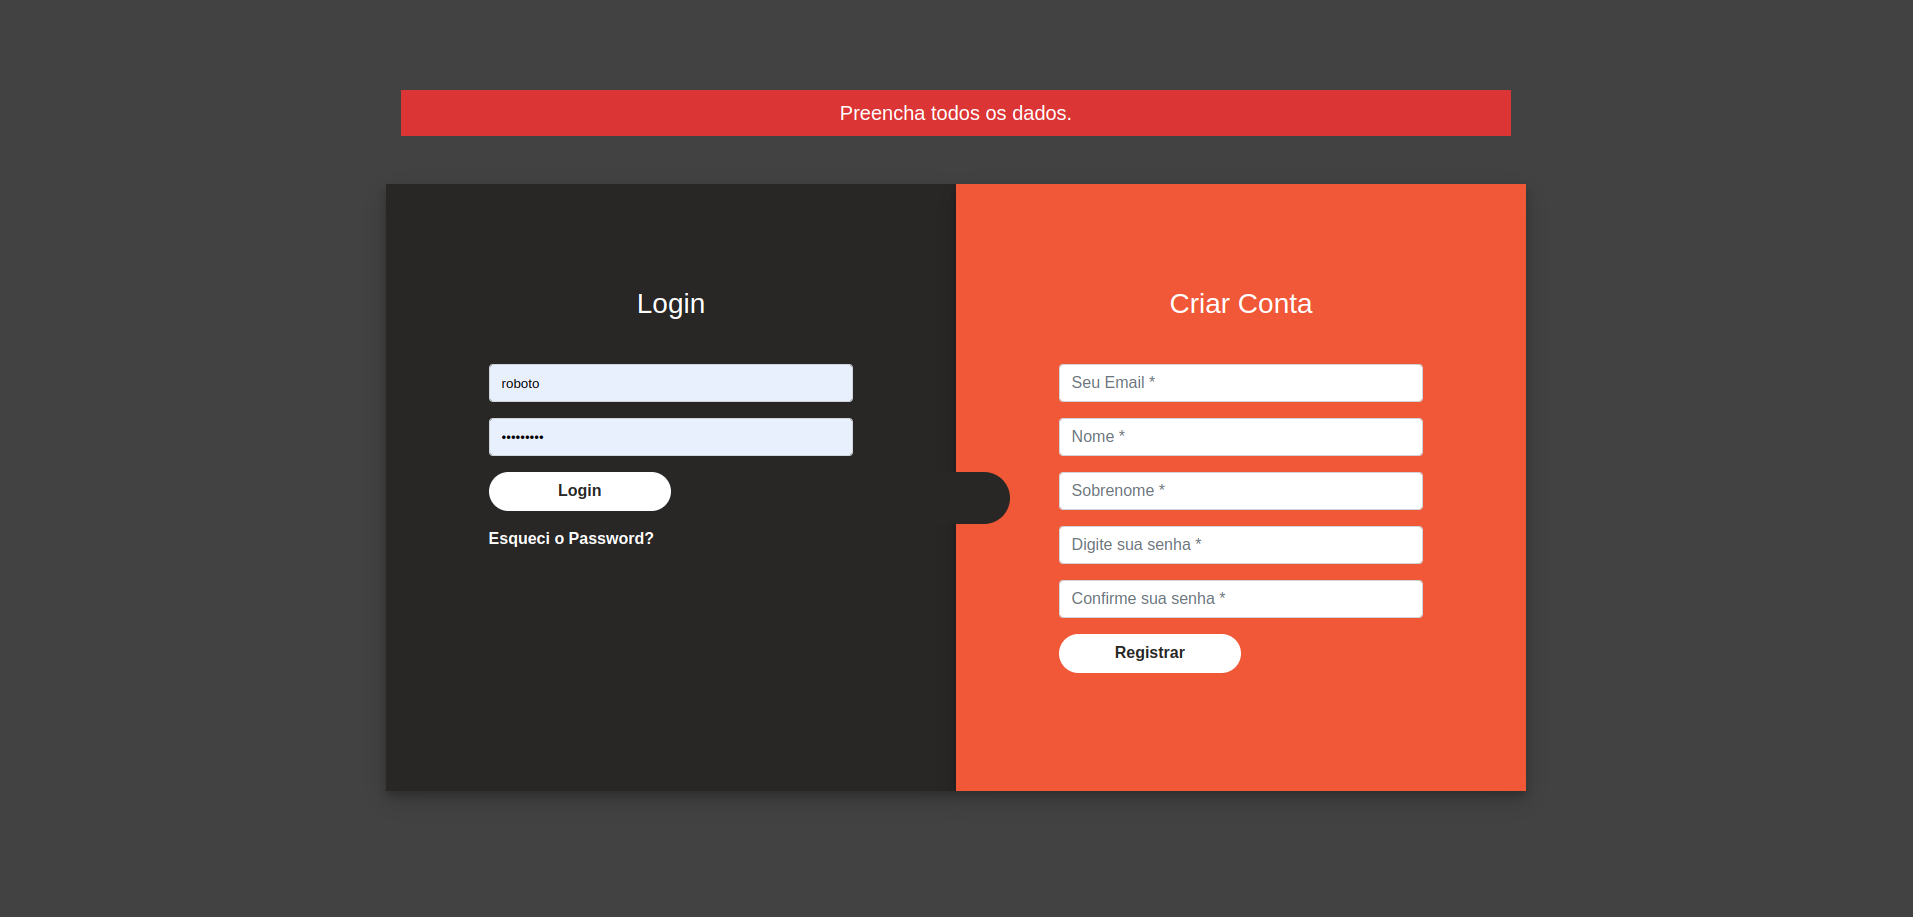 Preencha todos os dados.
Login
roboto
•••••••••
Login
Esqueci o Password?
Criar Conta
Seu Email *
Nome *
Sobrenome *
Digite sua senha *
Confirme sua senha *
Registrar